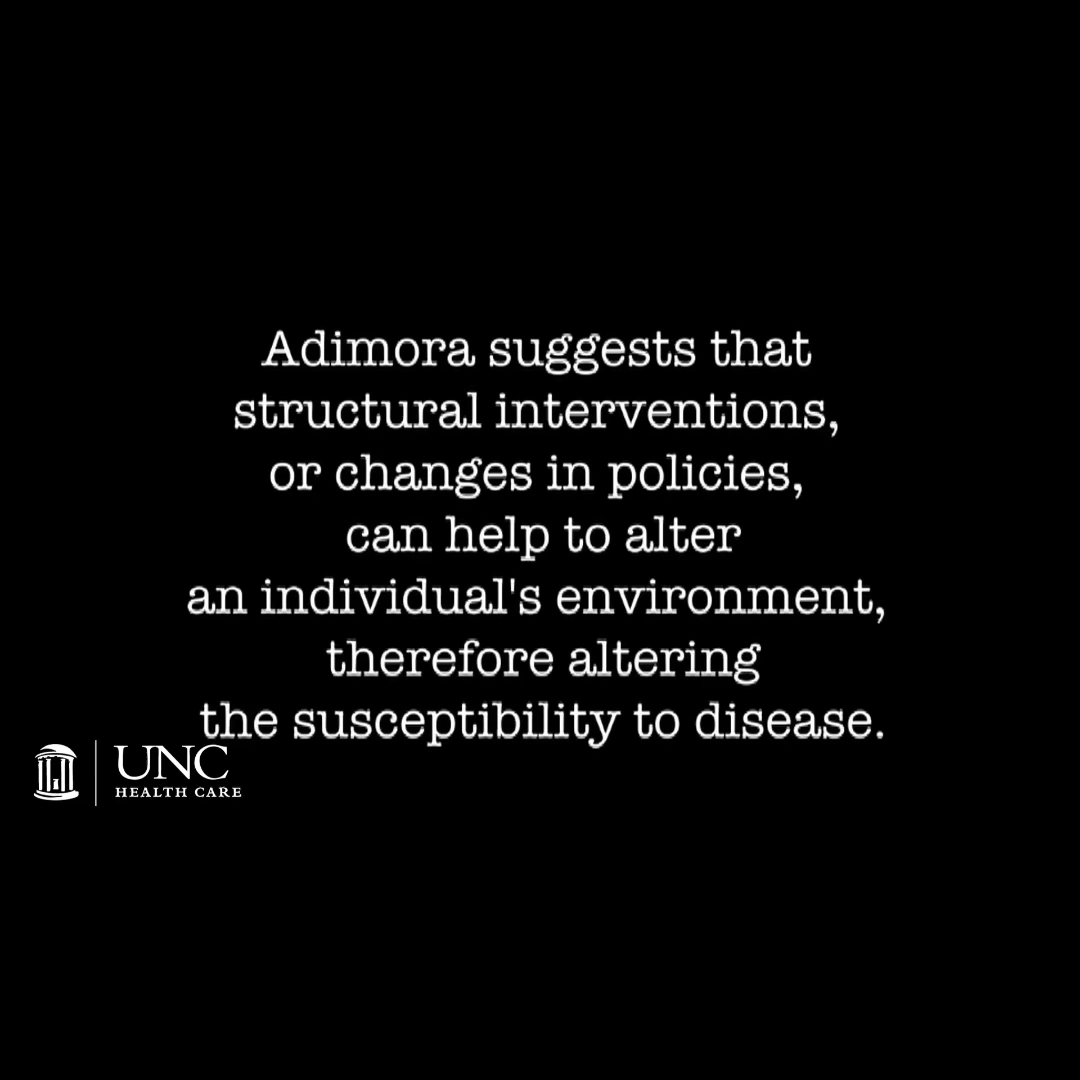 Adimora suggests that
structural interventions,
or changes in policies,
can help to alter
an individual's environment,
therefore altering
the susceptibility to disease.
UNC
HEALTH CARE